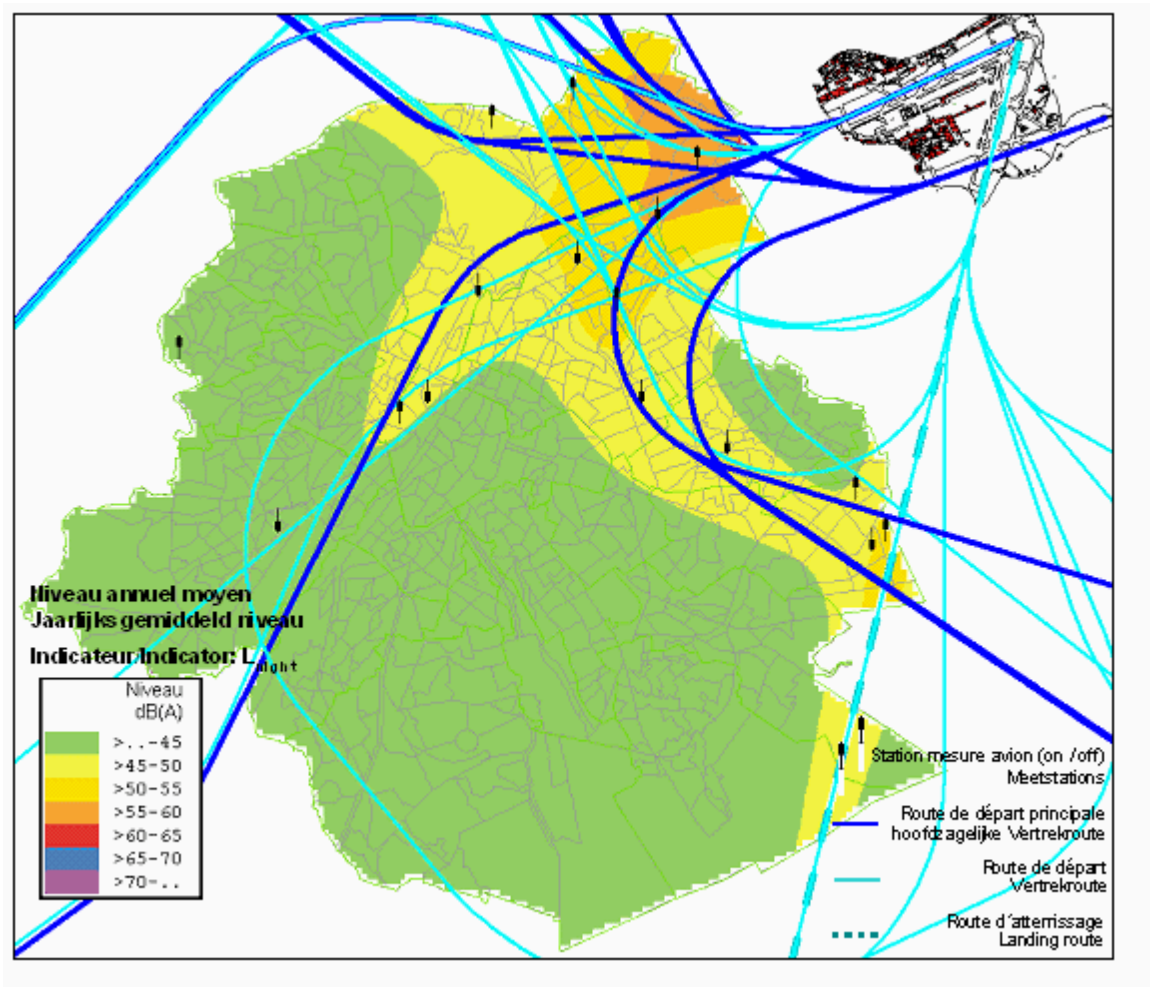 Niveau annuel moyen
Jaarlijks gemiddeld niveau
Indicateur/Indicator: Lnight
Niveau
dB(A)
>..-45
>45-50
>50-55
>55-60
>60-65
>65-70
>70-..
Station mesure avion (on /off)
Meetstations
Route de départ principale
hoofdzagelijke Vertrekroute
Route de départ
Vertrekroute
Route d'atterrissage
Landing route